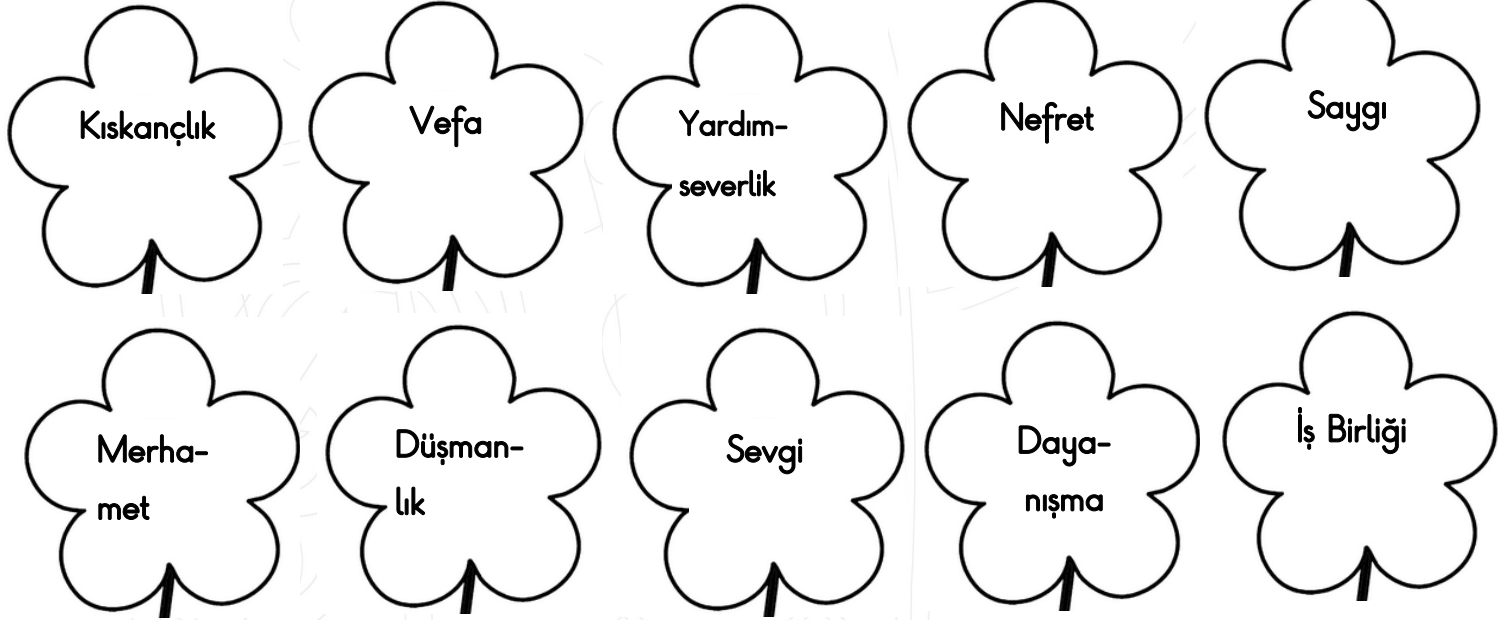 Kıskançlık
Vefa
Yardım-
severlik
Nefret
Saygı
Merha-
met
Düşman-
lık
Sevgi
Daya-
nışma
İş Birliği